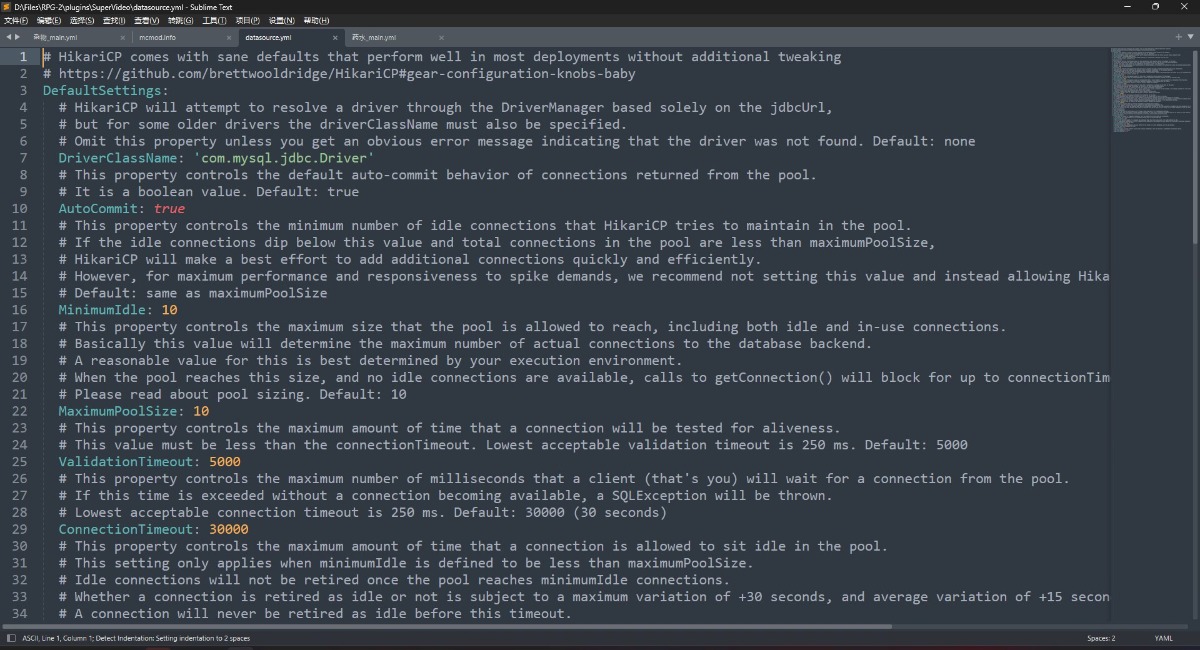 D:\Files\RPG-2\plugins\SuperVideo\datasource.yml - Sublime Text
文件(F) 编辑(E) 选择(S) 查找(I) 查看(V) 转跳(G) 工具(T) 项目(P) 设置(N) 帮助(H)
_main.yml mcmod.info datasource.yml 药水_main.yml
1 # HikariCP comes with sane defaults that perform well in most deployments without additional tweaking
2 # https://github.com/brettwooldridge/HikariCP#gear-configuration-knobs-baby
3 DefaultSettings:
4 # HikariCP will attempt to resolve a driver through the DriverManager based solely on the jdbcUrl,
5 # but for some older drivers the driverClassName must also be specified.
6 # Omit this property unless you get an obvious error message indicating that the driver was not found. Default: none
7 DriverClassName: 'com.mysql.jdbc.Driver'
8 # This property controls the default auto-commit behavior of connections returned from the pool.
9 # It is a boolean value. Default: true
10 AutoCommit: true
11 # This property controls the minimum number of idle connections that HikariCP tries to maintain in the pool.
12 # If the idle connections dip below this value and total connections in the pool are less than maximumPoolSize,
13 # HikariCP will make a best effort to add additional connections quickly and efficiently.
14 # However, for maximum performance and responsiveness to spike demands, we recommend not setting this value and instead allowing Hika
15 # Default: same as maximumPoolSize
16 MinimumIdle: 10
17 # This property controls the maximum size that the pool is allowed to reach, including both idle and in-use connections.
18 # Basically this value will determine the maximum number of actual connections to the database backend.
19 # A reasonable value for this is best determined by your execution environment.
20 # When the pool reaches this size, and no idle connections are available, calls to getConnection() will block for up to connectionTim
21 # Please read about pool sizing. Default: 10
22 MaximumPoolSize: 10
23 # This property controls the maximum amount of time that a connection will be tested for aliveness.
24 # This value must be less than the connectionTimeout. Lowest acceptable validation timeout is 250 ms. Default: 5000
25 ValidationTimeout: 5000
26 # This property controls the maximum number of milliseconds that a client (that's you) will wait for a connection from the pool.
27 # If this time is exceeded without a connection becoming available, a SQLException will be thrown.
28 # Lowest acceptable connection timeout is 250 ms. Default: 30000 (30 seconds)
29 ConnectionTimeout: 30000
30 # This property controls the maximum amount of time that a connection is allowed to sit idle in the pool.
31 # This setting only applies when minimumIdle is defined to be less than maximumPoolSize.
32 # Idle connections will not be retired once the pool reaches minimumIdle connections.
33 # Whether a connection is retired as idle or not is subject to a maximum variation of +30 seconds, and average variation of +15 secon
34 # A connection will never be retired as idle before this timeout.
ASCII, Line 1, Column 1; Detect Indentation: Setting indentation to 2 spaces Spaces: 2 YAML